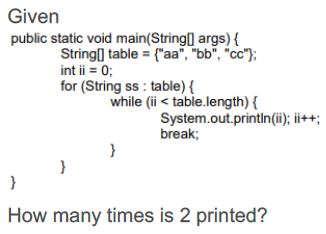 Given
public static void main(String[] args) {
String[] table = {"aa", "bb", "cc"};
int ii = 0;
for (String ss : table) {
while (ii < table.length) {
System.out.println(ii); ii++;
break;
}
}
}
How many times is 2 printed?